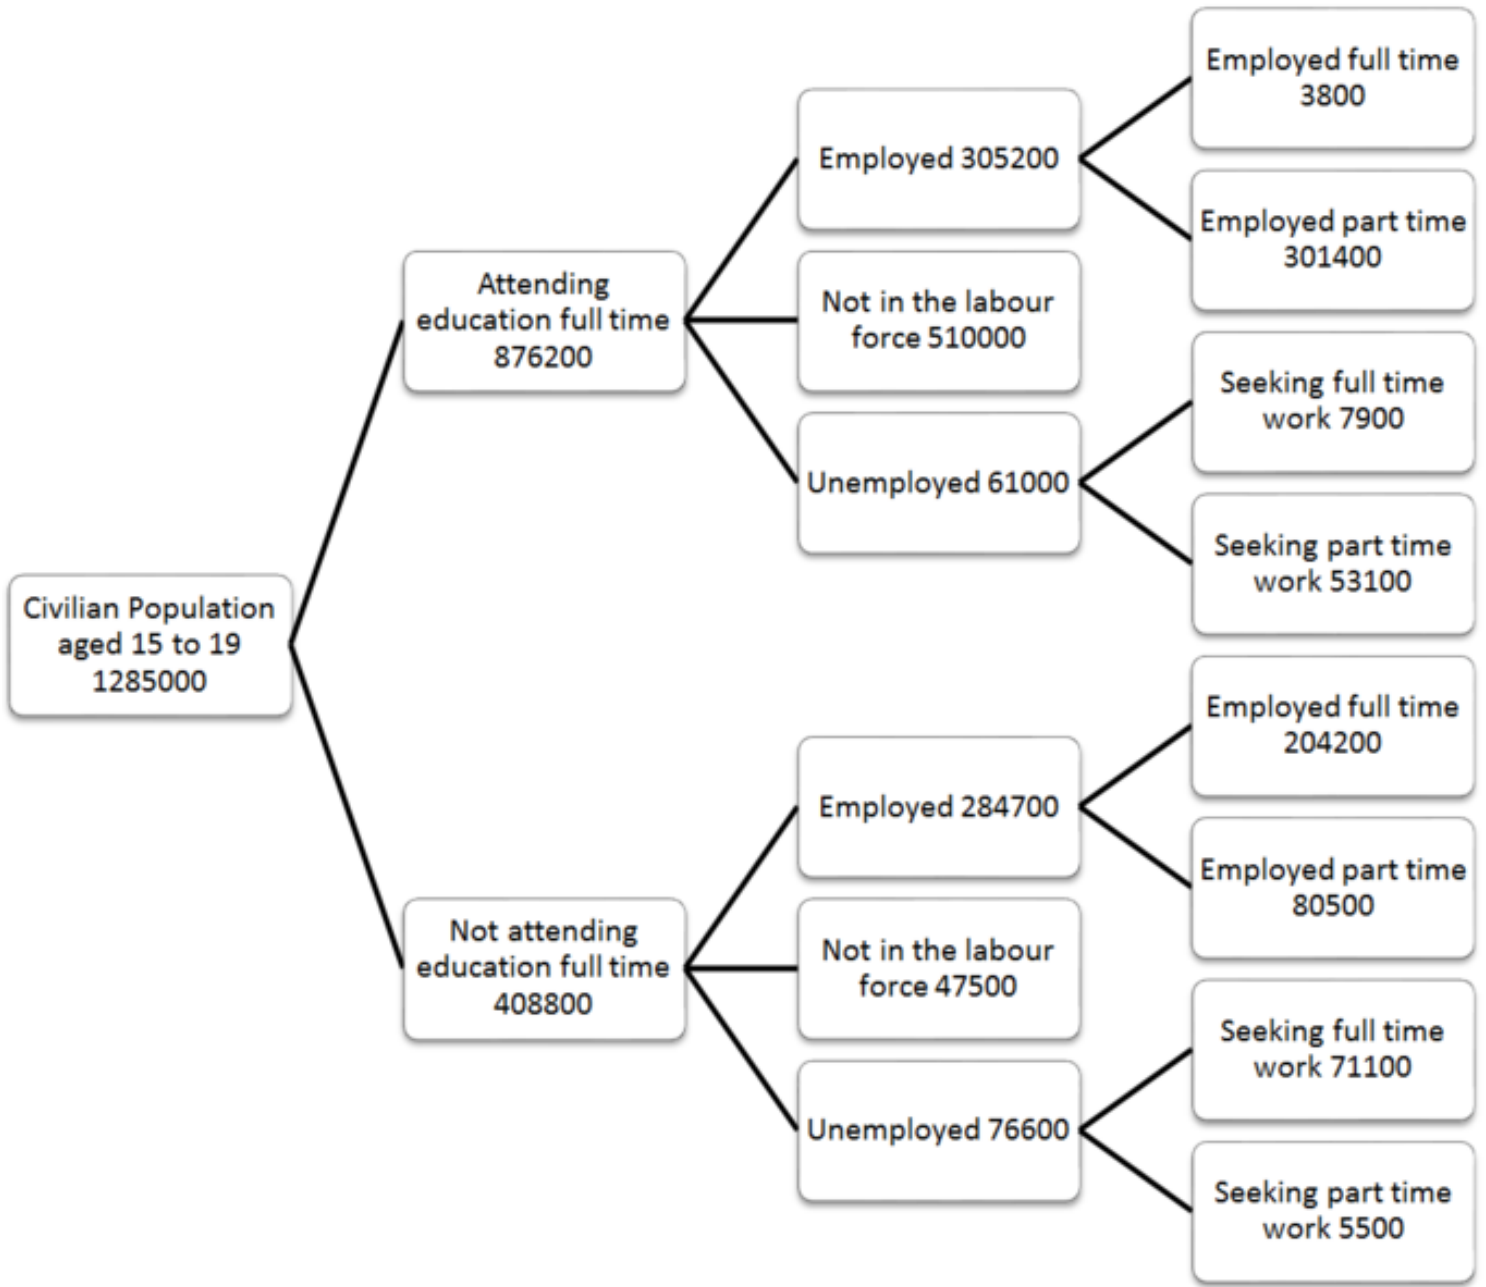 Civilian Population
aged 15 to 19
1285000
Attending
education full time
876200
Employed 305200
Employed full time
3800
Employed part time
301400
Not in the labour
force 510000
Unemployed 61000
Seeking full time
work 7900
Seeking part time
work 53100
Not attending
education full time
408800
Employed 284700
Employed full time
204200
Employed part time
80500
Not in the labour
force 47500
Unemployed 76600
Seeking full time
work 71100
Seeking part time
work 5500